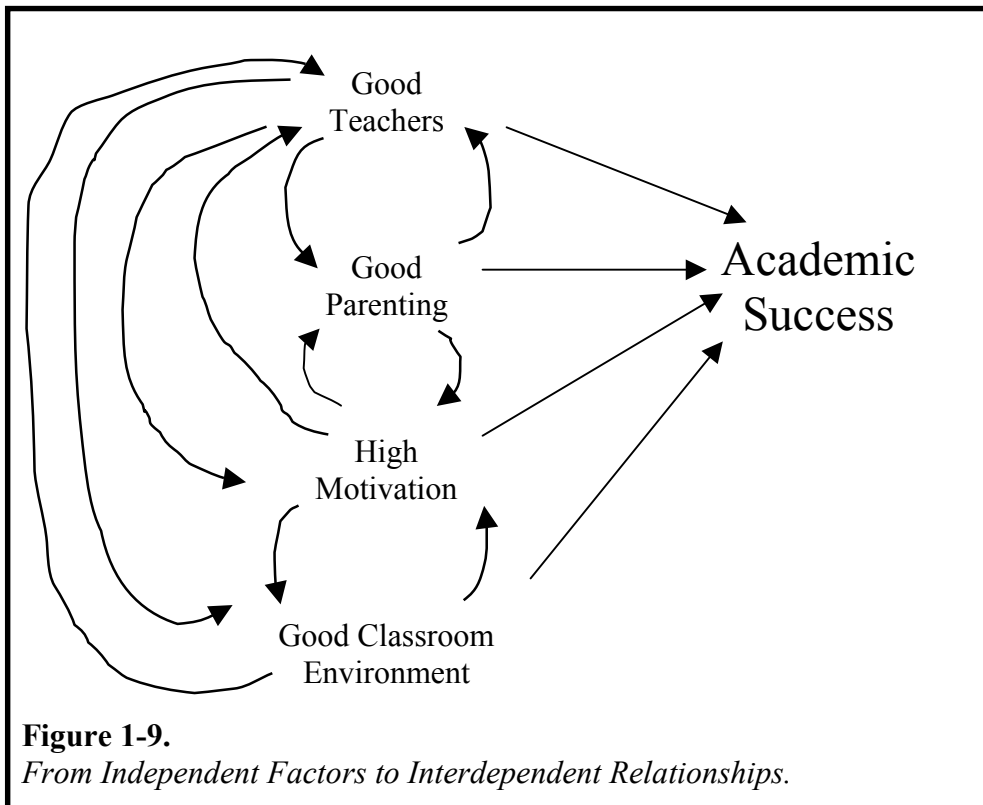 Good
Teachers
Good
Parenting
Academic
Success
High
Motivation
Good Classroom
Environment
Figure 1-9.
From Independent Factors to Interdependent Relationships.